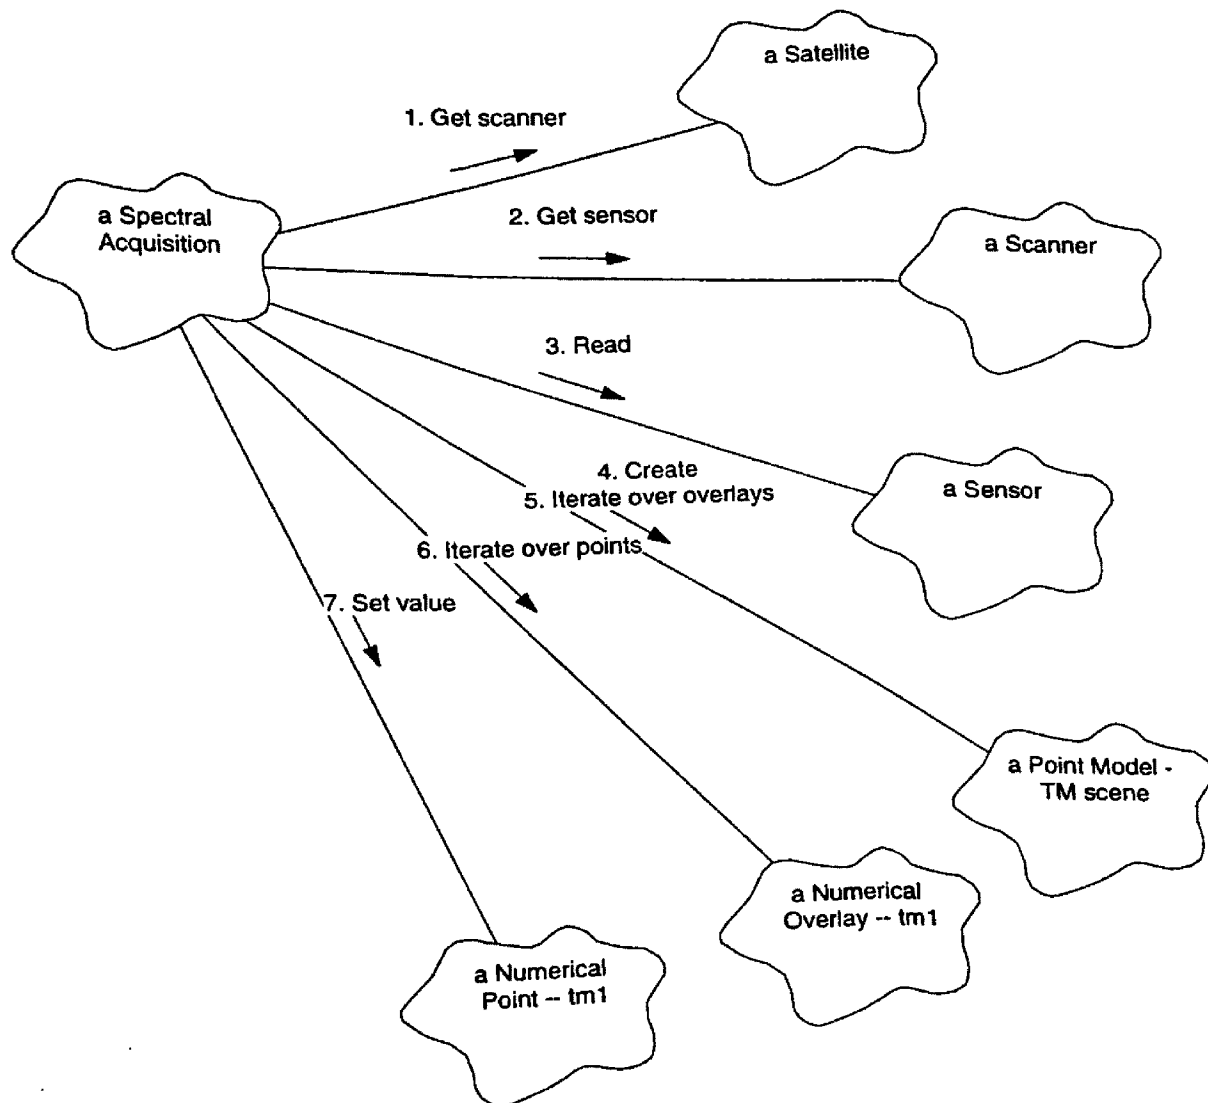 a Satellite
1. Get scanner
a Spectral
Acquisition
2. Get sensor
a Scanner
3. Read
4. Create
5. Iterate over overlays
a Sensor
6. Iterate over points
7. Set value
a Point Model -
TM scene
a Numerical
Overlay -- tm1
a Numerical
Point -- tm1